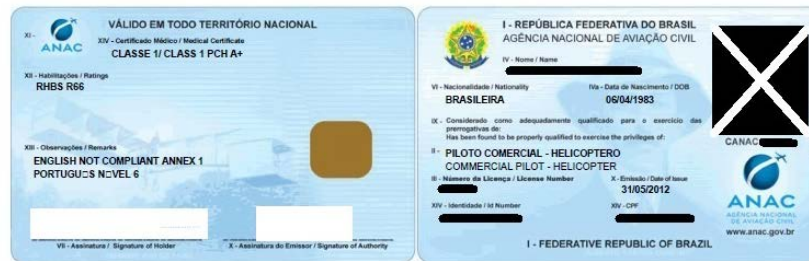 VÁLIDO EM TODO TERRITÓRIO NACIONAL
XI -
ANAC
XIV - Certificado Médico / Medical Certificate
CLASSE 1/ CLASS 1 PCH A+
XII - Habilitações / Ratings
RHBS R66
XIII - Observações / Remarks
ENGLISH NOT COMPLIANT ANNEX 1
PORTUGU□S N□VEL 6
VII - Assinatura / Signature of Holder
X - Assinatura do Emissor / Signature of Authority
I - REPÚBLICA FEDERATIVA DO BRASIL
AGÊNCIA NACIONAL DE AVIAÇÃO CIVIL
IV - Nome / Name
VI - Nacionalidade / Nationality
IVa - Data de Nascimento / DOB
BRASILEIRA
06/04/1983
IX - Considerado como adequadamente qualificado para o exercício das
prerrogativas de:
Has been found to be properly qualified to exercise the privileges of:
CANAC
II - PILOTO COMERCIAL - HELICOPTERO
COMMERCIAL PILOT - HELICOPTER
III - Número da Licença / License Number
X - Emissão / Date of Issue
31/05/2012
XIV - Identidade / Id Number
XIV - CPF
ANAC
AGÊNCIA NACIONAL
DE AVIAÇÃO CIVIL
www.anac.gov.br
I - FEDERATIVE REPUBLIC OF BRAZIL